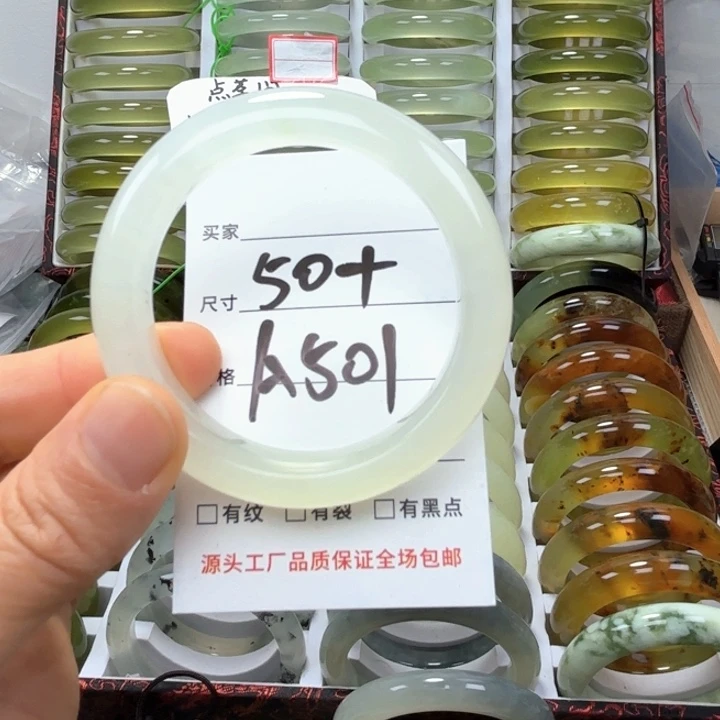 买家
尺寸 50+
格 A501
□有纹 □有裂 □有黑点
源头工厂品质保证全场包邮